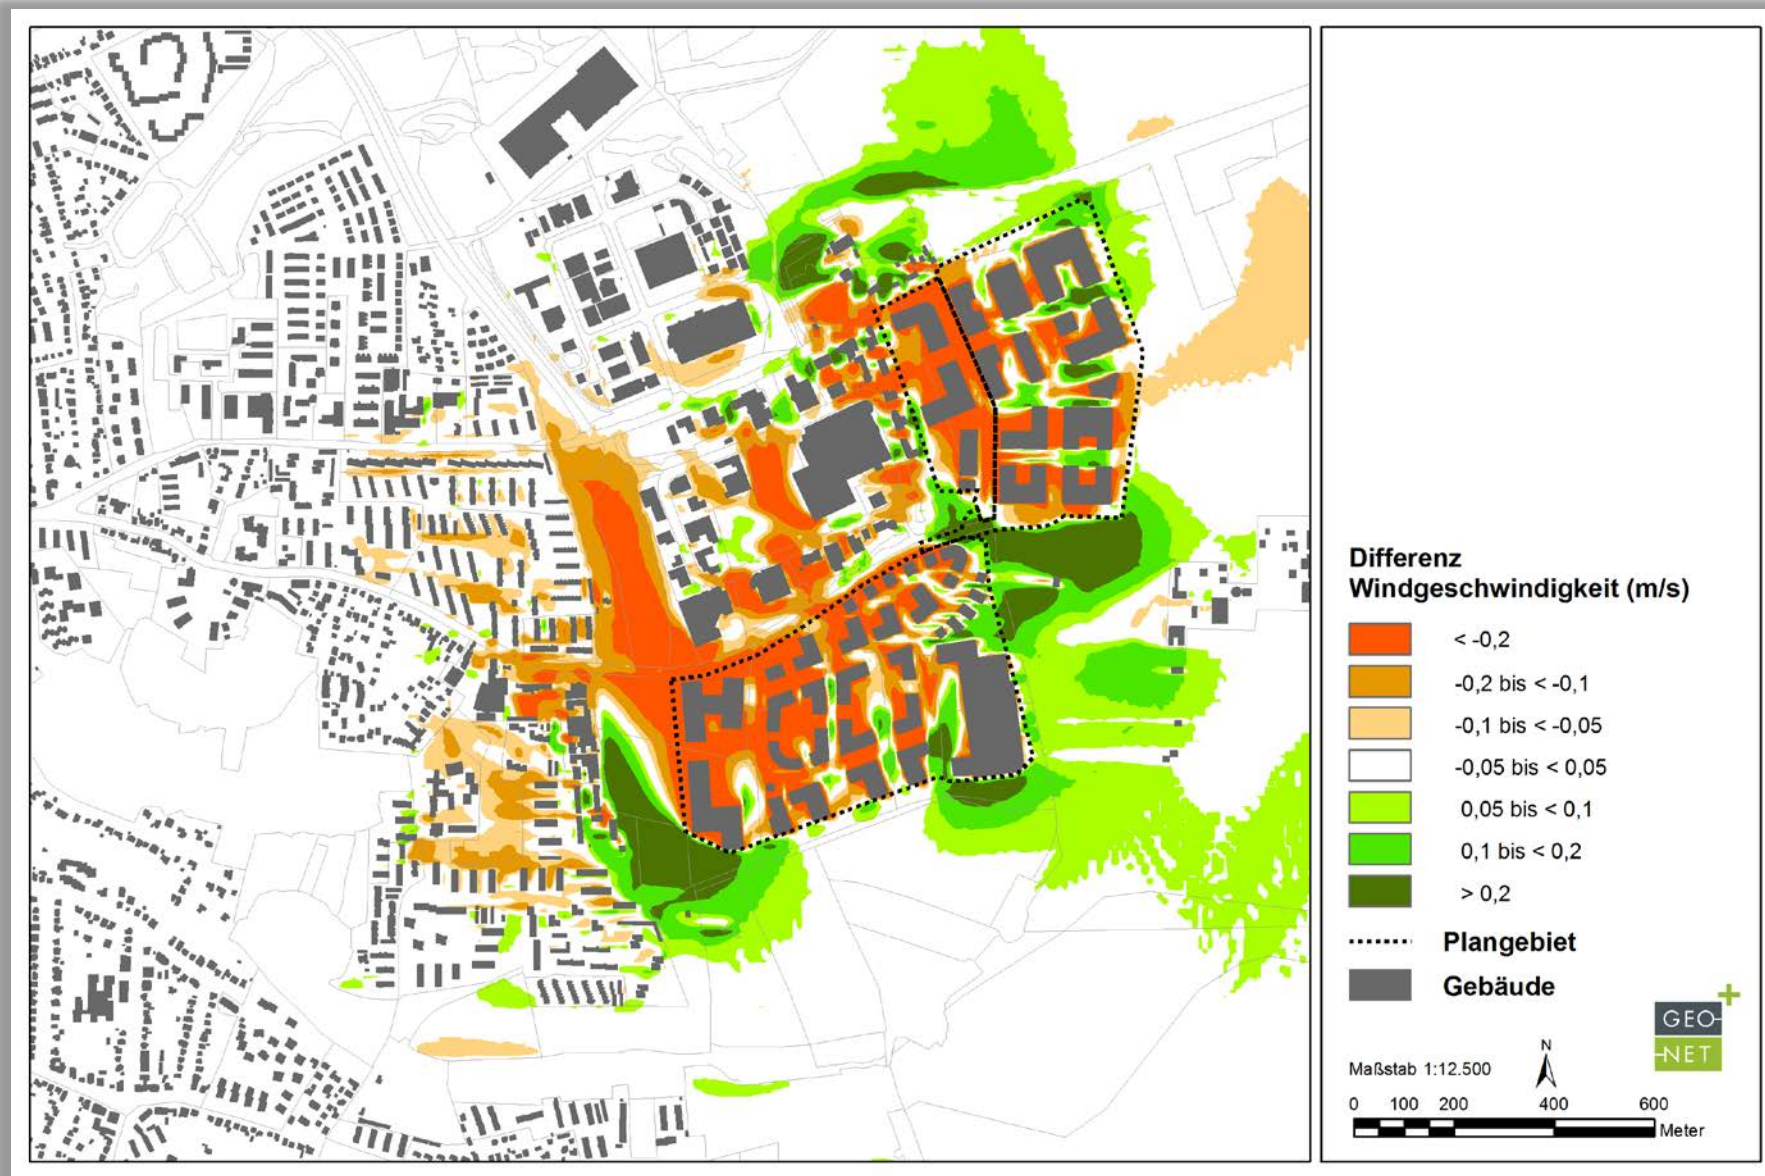 Differenz
Windgeschwindigkeit (m/s)
< -0,2
-0,2 bis < -0,1
-0,1 bis < -0,05
-0,05 bis < 0,05
0,05 bis < 0,1
0,1 bis < 0,2
> 0,2
Plangebiet
Gebäude
GEO-
-NET
N
Maßstab 1:12.500
0 100 200 400 600
Meter